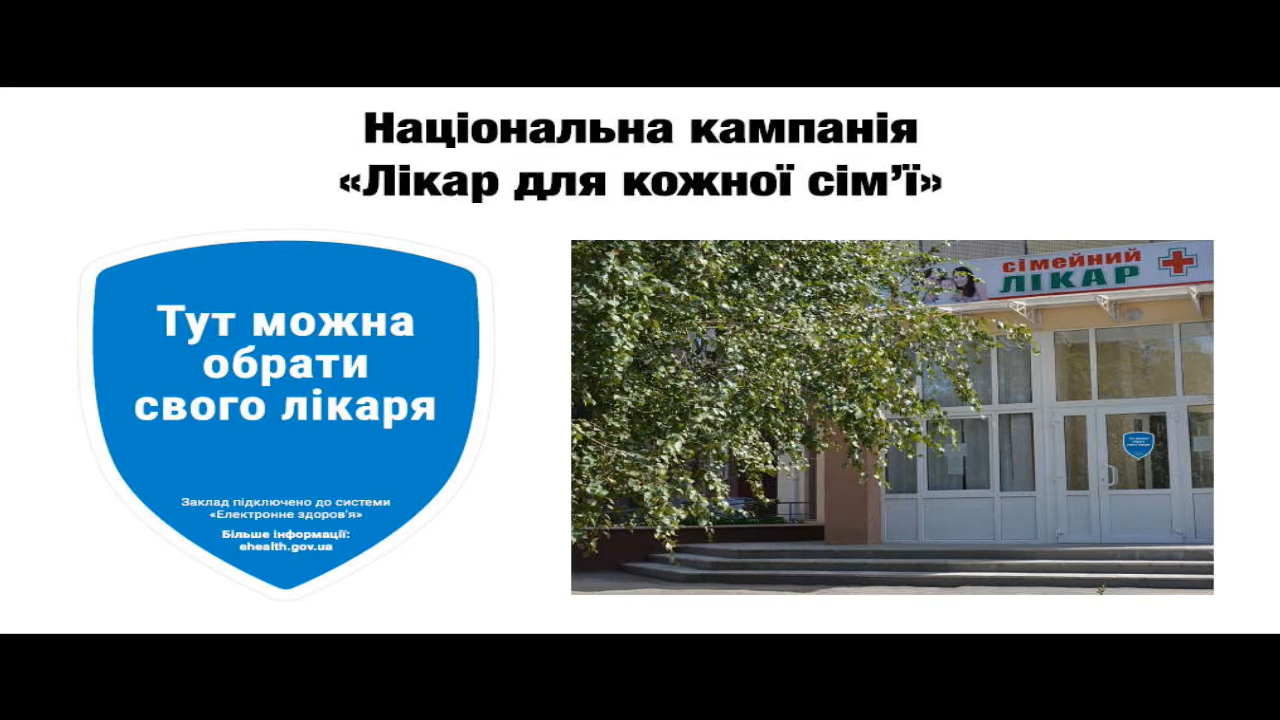 Національна кампанія
«Лікар для кожної сім’ї»
Тут можна
обрати
свого лікаря
Заклад підключено до системи
«Електронне здоров'я»
Більше інформації:
ehealth.gov.ua
сімейний
ЛІКАР